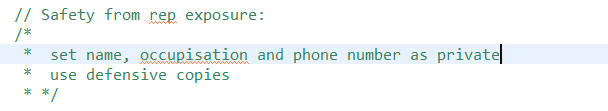 // Safety from rep exposure:
/*
*  set name, occupisation and phone number as private
*  use defensive copies
* */